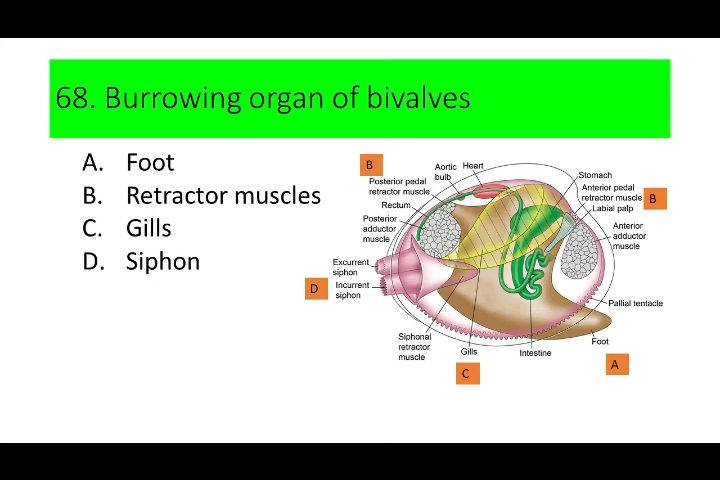 68. Burrowing organ of bivalves
A. Foot
B. Retractor muscles
C. Gills
D. Siphon
B
Aortic
bulb
Heart
Posterior pedal
retractor muscle
Rectum
Posterior
adductor
muscle
Excurrent
siphon
Incurrent
siphon
D
Siphonal
retractor
muscle
Gills
C
Intestine
Stomach
Anterior pedal
retractor muscle
B
Labial palp
Anterior
adductor
muscle
Pallial tentacle
Foot
A